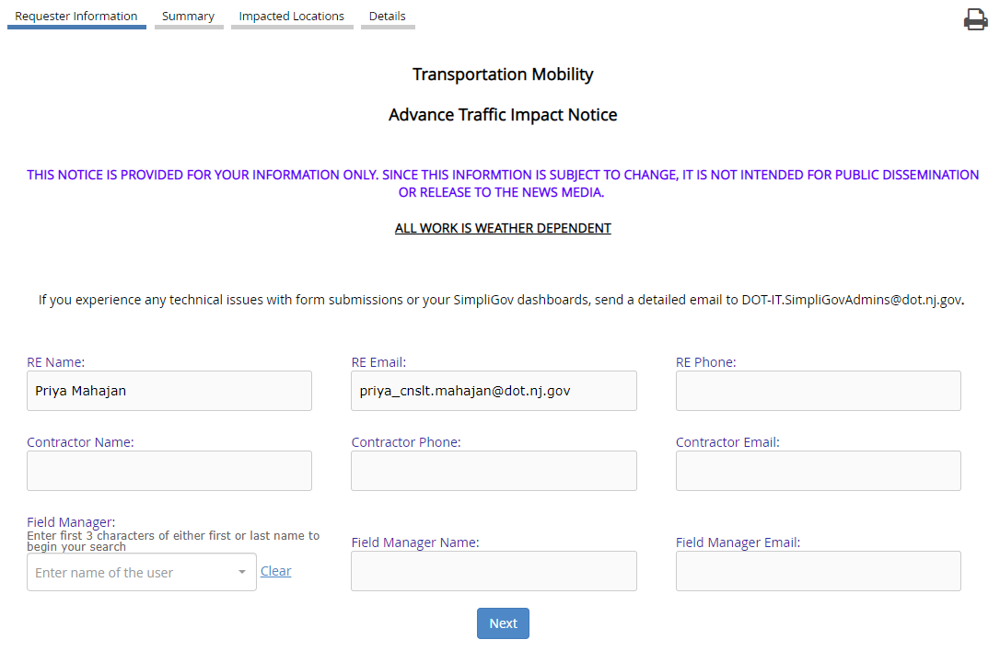 Requester Information Summary Impacted Locations Details
Transportation Mobility
Advance Traffic Impact Notice
THIS NOTICE IS PROVIDED FOR YOUR INFORMATION ONLY. SINCE THIS INFORMTION IS SUBJECT TO CHANGE, IT IS NOT INTENDED FOR PUBLIC DISSEMINATION
OR RELEASE TO THE NEWS MEDIA.
ALL WORK IS WEATHER DEPENDENT
If you experience any technical issues with form submissions or your SimpliGov dashboards, send a detailed email to DOT-IT.SimpliGovAdmins@dot.nj.gov.
RE Name: RE Email: RE Phone:
Priya Mahajan priya_cnslt.mahajan@dot.nj.gov
Contractor Name: Contractor Phone: Contractor Email:
Field Manager:
Enter first 3 characters of either first or last name to
begin your search
Field Manager Name: Field Manager Email:
Enter name of the user Clear
Next